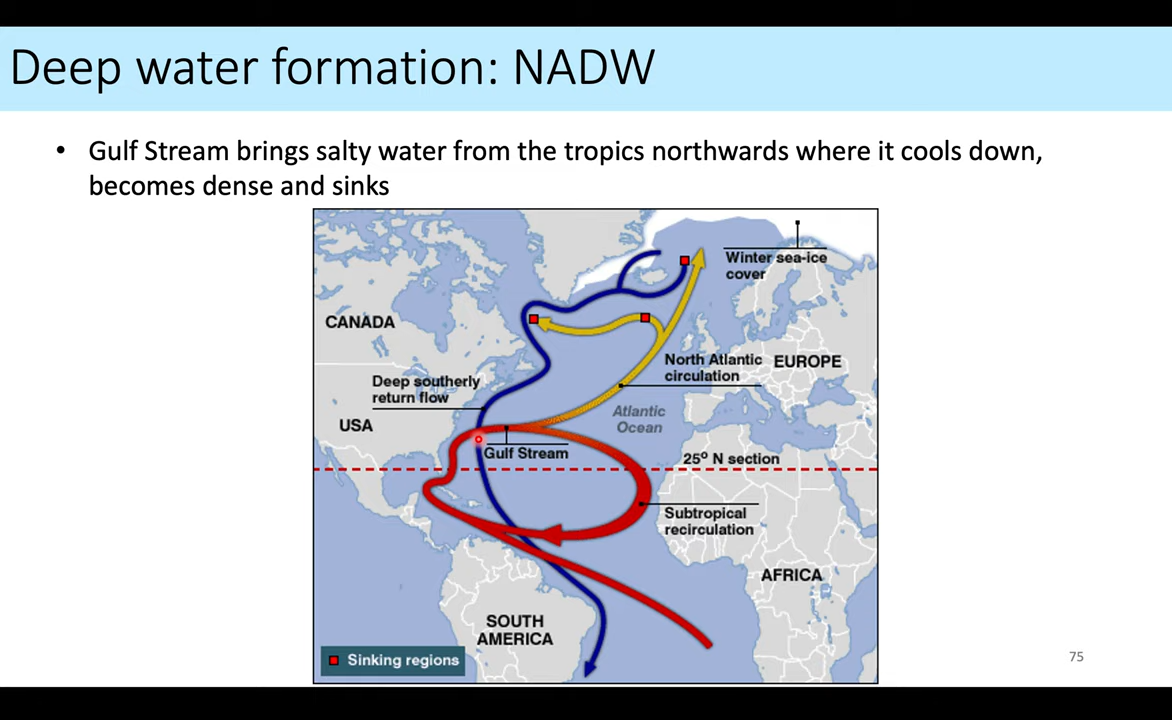 Deep water formation: NADW
• Gulf Stream brings salty water from the tropics northwards where it cools down,
becomes dense and sinks
Winter sea-ice
cover
CANADA
North Atlantic
circulation
EUROPE
Deep southerly
return flow
Atlantic
Ocean
USA
Gulf Stream
25º N section
Subtropical
recirculation
AFRICA
SOUTH
AMERICA
Sinking regions
75